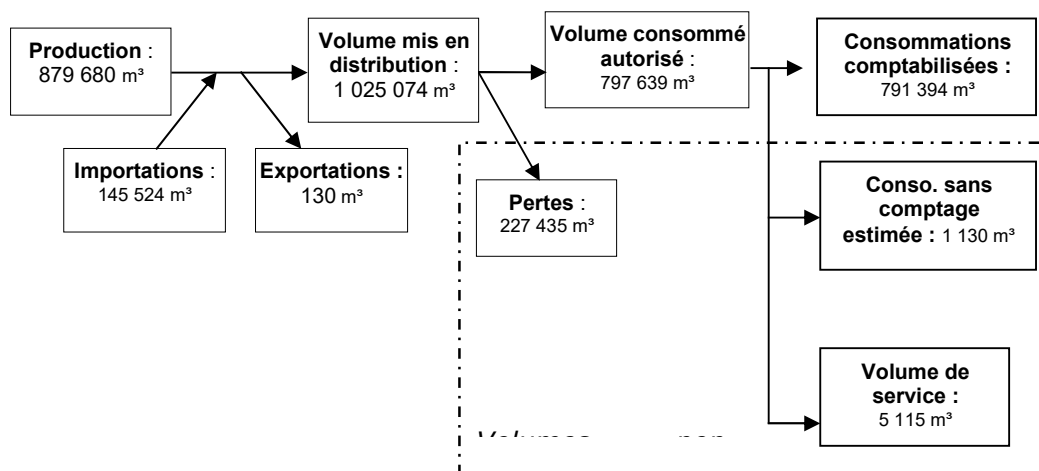 Production :
879 680 m³
Volume mis en
distribution :
1 025 074 m³
Volume consommé
autorisé :
797 639 m³
Consommations
comptabilisées :
791 394 m³
Importations :
145 524 m³
Exportations :
130 m³
Pertes :
227 435 m³
Conso. sans
comptage
estimée : 1 130 m³
Volume de
service :
5 115 m³
Volumes non